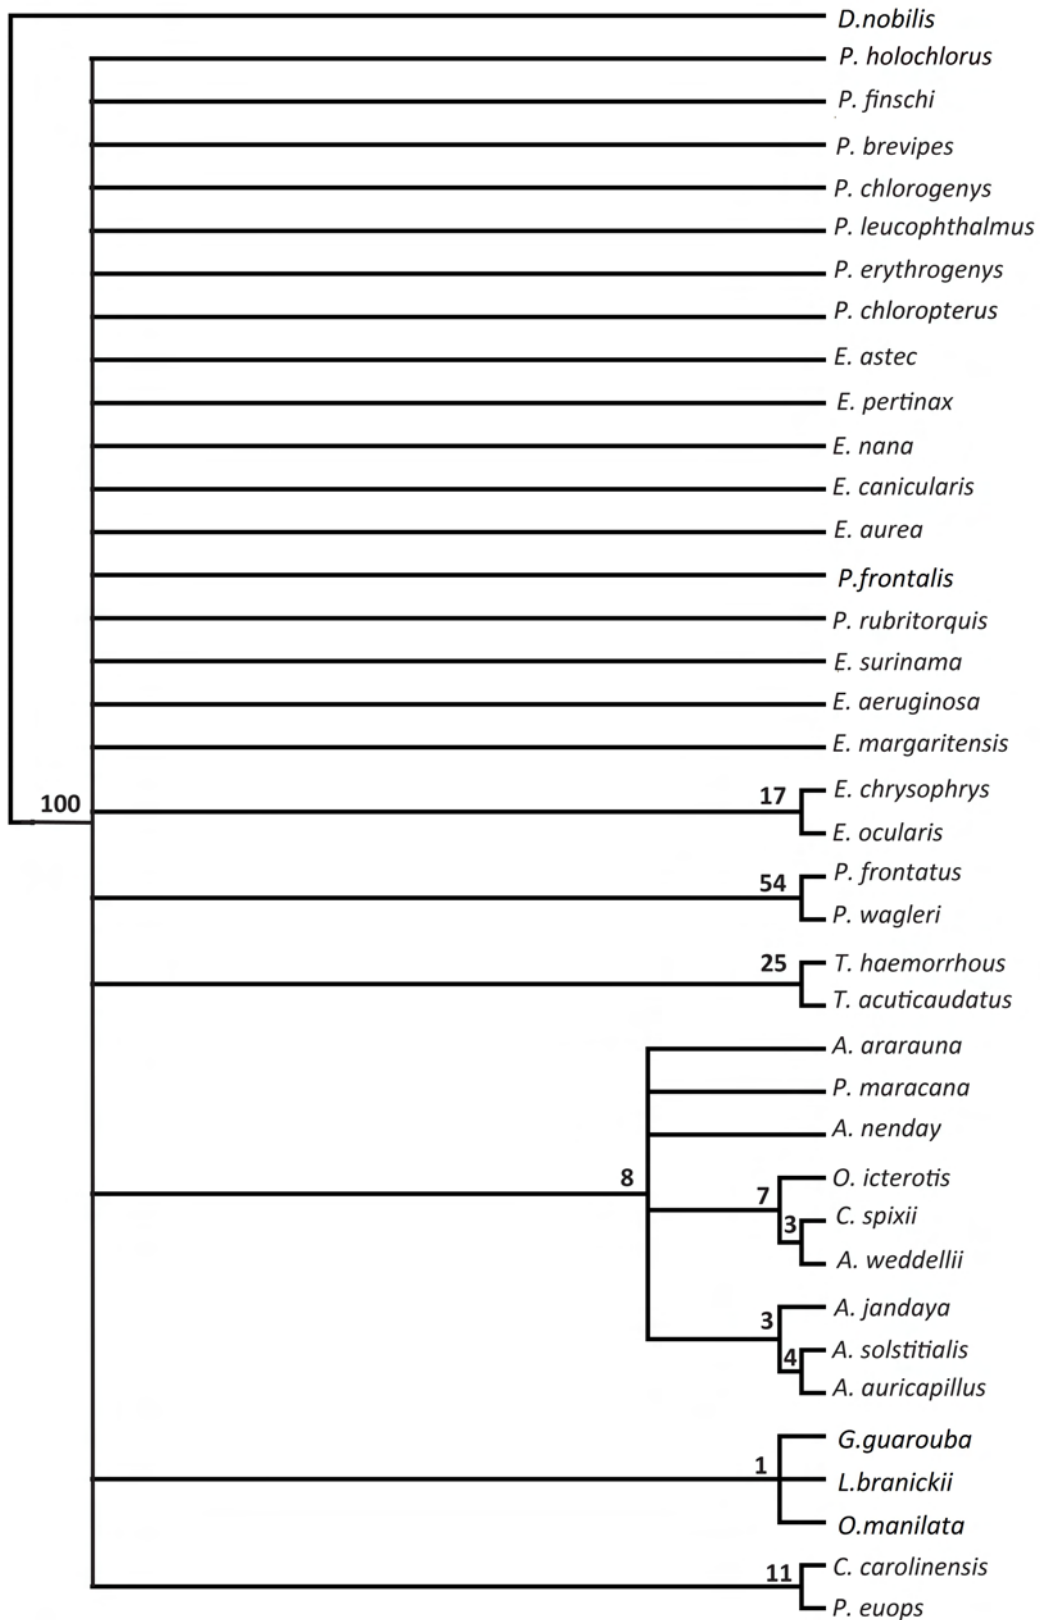 D.nobilis
P. holochlorus
P. finschi
P. brevipes
P. chlorogenys
P. leucophthalmus
P. erythrogenys
P. chloropterus
E. astec
E. pertinax
E. nana
E. canicularis
E. aurea
P.frontalis
P. rubritorquis
E. surinama
E. aeruginosa
E. margaritensis
100
17
E. chrysophrys
E. ocularis
54
P. frontatus
P. wagleri
25
T. haemorrhous
T. acuticaudatus
A. ararauna
P. maracana
A. nenday
8
7
O. icterotis
3
C. spixii
A. weddellii
3
A. jandaya
4
A. solstitialis
A. auricapillus
1
G.guarouba
L.branickii
O.manilata
11
C. carolinensis
P. euops